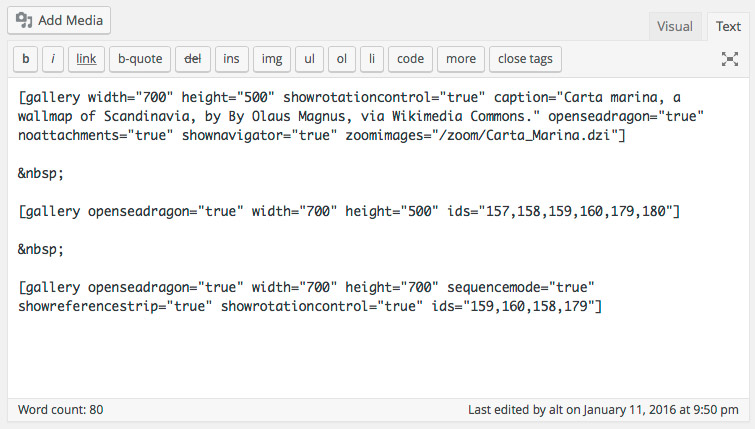 Add Media
Visual
Text
b
i
link
b-quote
del
ins
img
ul
ol
li
code
more
close tags
[gallery width="700" height="500" showrotationcontrol="true" caption="Carta marina, a
wallmap of Scandinavia, by By Olaus Magnus, via Wikimedia Commons." openseadragon="true"
noattachments="true" shownavigator="true" zoomimages="/zoom/Carta_Marina.dzi"]
&nbsp;
[gallery openseadragon="true" width="700" height="500" ids="157,158,159,160,179,180"]
&nbsp;
[gallery openseadragon="true" width="700" height="700" sequencemode="true"
showreferencestrip="true" showrotationcontrol="true" ids="159,160,158,179"]
Word count: 80
Last edited by alt on January 11, 2016 at 9:50 pm